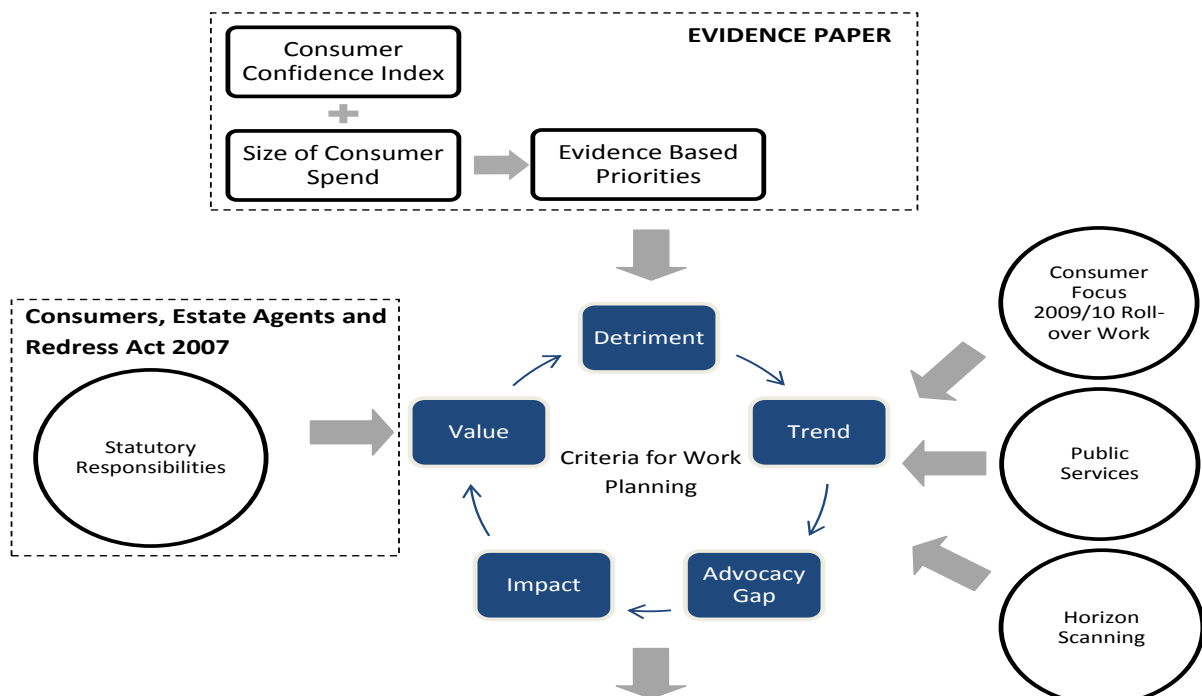 EVIDENCE PAPER
Consumer
Confidence Index
Size of Consumer
Spend
Evidence Based
Priorities
Consumers, Estate Agents and
Redress Act 2007
Statutory
Responsibilities
Detriment
Value
Trend
Criteria for Work
Planning
Impact
Advocacy
Gap
Consumer
Focus
2009/10 Roll-
over Work
Public
Services
Horizon
Scanning